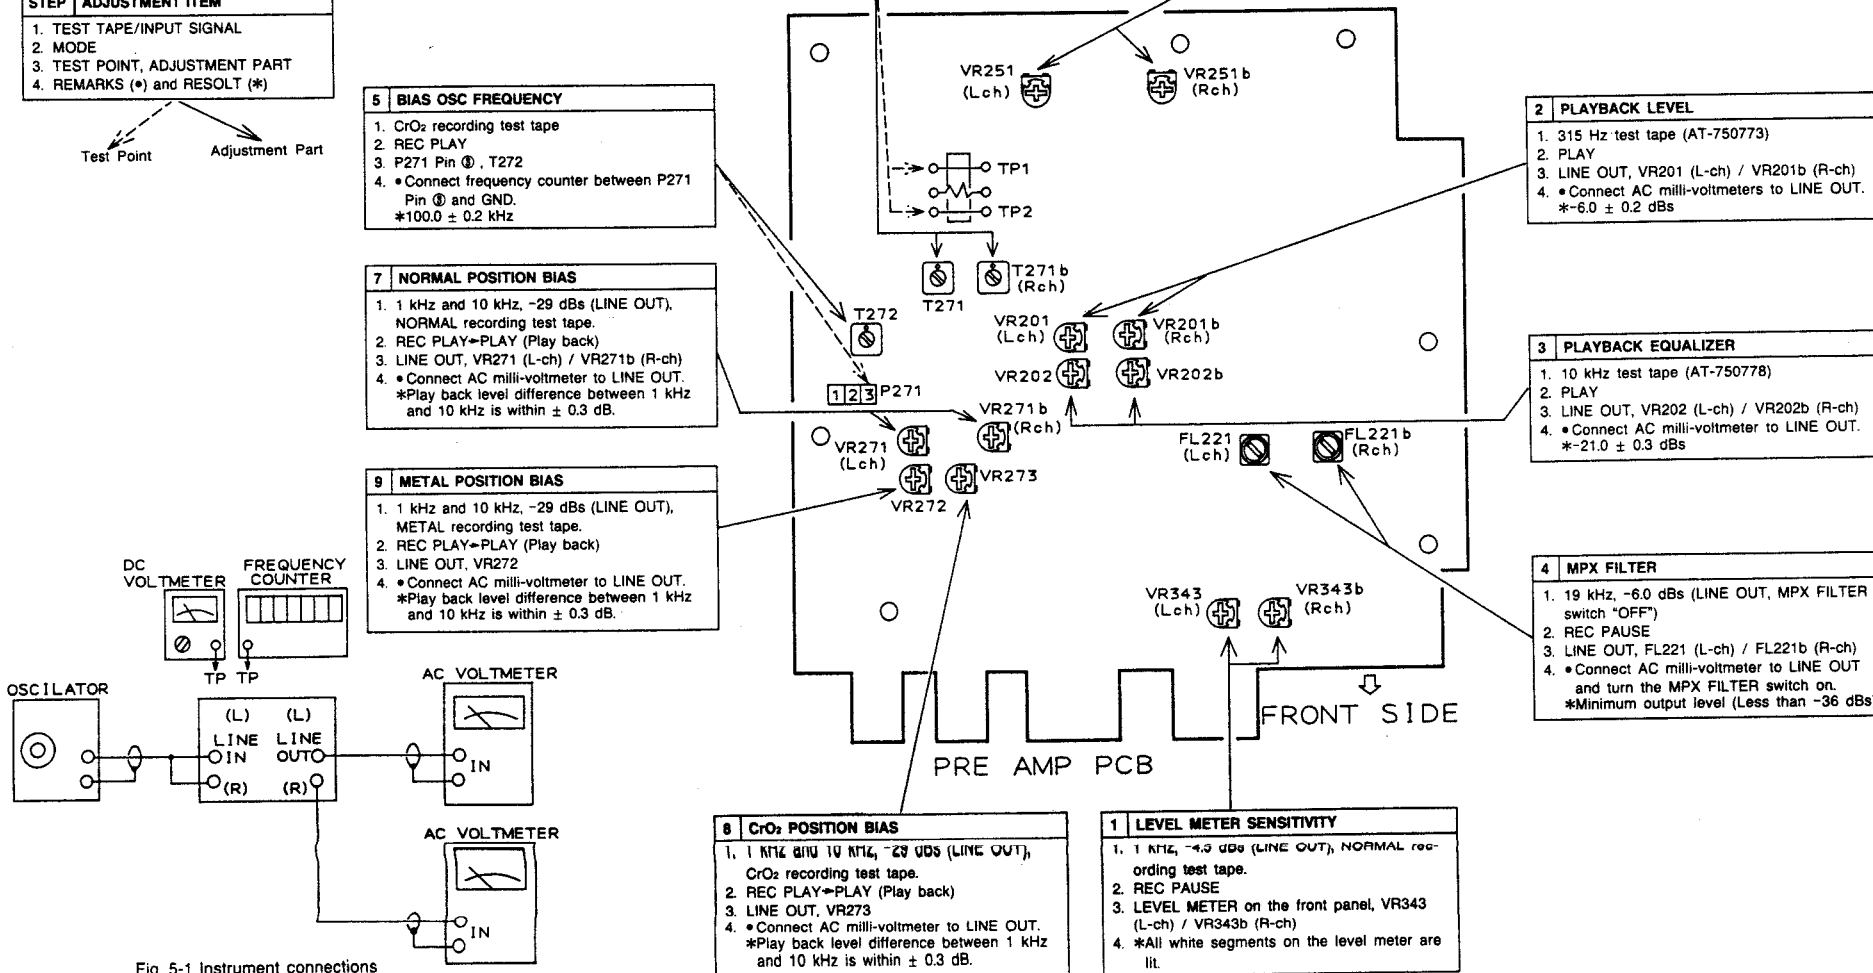 STEP ADJUSTMENT ITEM
1. TEST TAPE/INPUT SIGNAL
2. MODE
3. TEST POINT, ADJUSTMENT PART
4. REMARKS (•) and RESOLT (*)
Test Point
Adjustment Part
5 BIAS OSC FREQUENCY
1. CrO₂ recording test tape
2. REC PLAY
3. P271 Pin ③ , T272
4. •Connect frequency counter between P271
Pin ③ and GND.
*100.0 ± 0.2 kHz
7 NORMAL POSITION BIAS
1. 1 kHz and 10 kHz, -29 dBs (LINE OUT),
NORMAL recording test tape.
2. REC PLAY→PLAY (Play back)
3. LINE OUT, VR271 (L-ch) / VR271b (R-ch)
4. •Connect AC milli-voltmeter to LINE OUT.
*Play back level difference between 1 kHz
and 10 kHz is within ± 0.3 dB.
9 METAL POSITION BIAS
1. 1 kHz and 10 kHz, -29 dBs (LINE OUT),
METAL recording test tape.
2. REC PLAY→PLAY (Play back)
3. LINE OUT, VR272
4. •Connect AC milli-voltmeter to LINE OUT.
*Play back level difference between 1 kHz
and 10 kHz is within ± 0.3 dB.
DC
VOLTMETER
FREQUENCY
COUNTER
TP TP
OSCILATOR
(L) (L)
LINE LINE
IN OUT
(R) (R)
AC VOLTMETER
IN
AC VOLTMETER
IN
Fig. 5-1 Instrument connections
VR251
(Lch)
VR251b
(Rch)
TP1
TP2
T271
T271b
(Rch)
T272
1 2 3 P271
VR201
(Lch)
VR201b
(Rch)
VR202
VR202b
VR271b
(Rch)
VR271
(Lch)
VR272
VR273
FL221
(Lch)
FL221b
(Rch)
VR343
(Lch)
VR343b
(Rch)
FRONT SIDE
PRE AMP PCB
8 CrO₂ POSITION BIAS
1. 1 kHz and 10 kHz, -29 dBs (LINE OUT),
CrO₂ recording test tape.
2. REC PLAY→PLAY (Play back)
3. LINE OUT, VR273
4. •Connect AC milli-voltmeter to LINE OUT.
*Play back level difference between 1 kHz
and 10 kHz is within ± 0.3 dB.
1 LEVEL METER SENSITIVITY
1. 1 kHz, -4.5 dBs (LINE OUT), NORMAL rec-
ording test tape.
2. REC PAUSE
3. LEVEL METER on the front panel, VR343
(L-ch) / VR343b (R-ch)
4. *All white segments on the level meter are
lit.
2 PLAYBACK LEVEL
1. 315 Hz test tape (AT-750773)
2. PLAY
3. LINE OUT, VR201 (L-ch) / VR201b (R-ch)
4. •Connect AC milli-voltmeters to LINE OUT.
*-6.0 ± 0.2 dBs
3 PLAYBACK EQUALIZER
1. 10 kHz test tape (AT-750778)
2. PLAY
3. LINE OUT, VR202 (L-ch) / VR202b (R-ch)
4. •Connect AC milli-voltmeter to LINE OUT.
*-21.0 ± 0.3 dBs
4 MPX FILTER
1. 19 kHz, -6.0 dBs (LINE OUT, MPX FILTER
switch "OFF")
2. REC PAUSE
3. LINE OUT, FL221 (L-ch) / FL221b (R-ch)
4. •Connect AC milli-voltmeter to LINE OUT
and turn the MPX FILTER switch on.
*Minimum output level (Less than -36 dBs